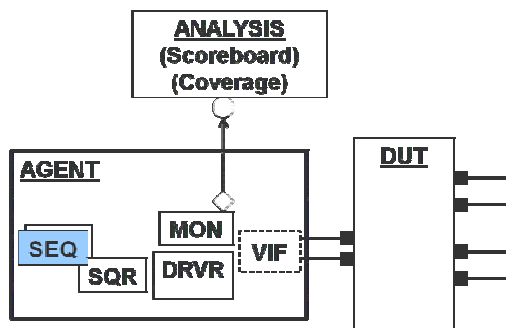 ANALYSIS
(Scoreboard)
(Coverage)
AGENT
DUT
SEQ
SQR
MON
DRVR
VIF